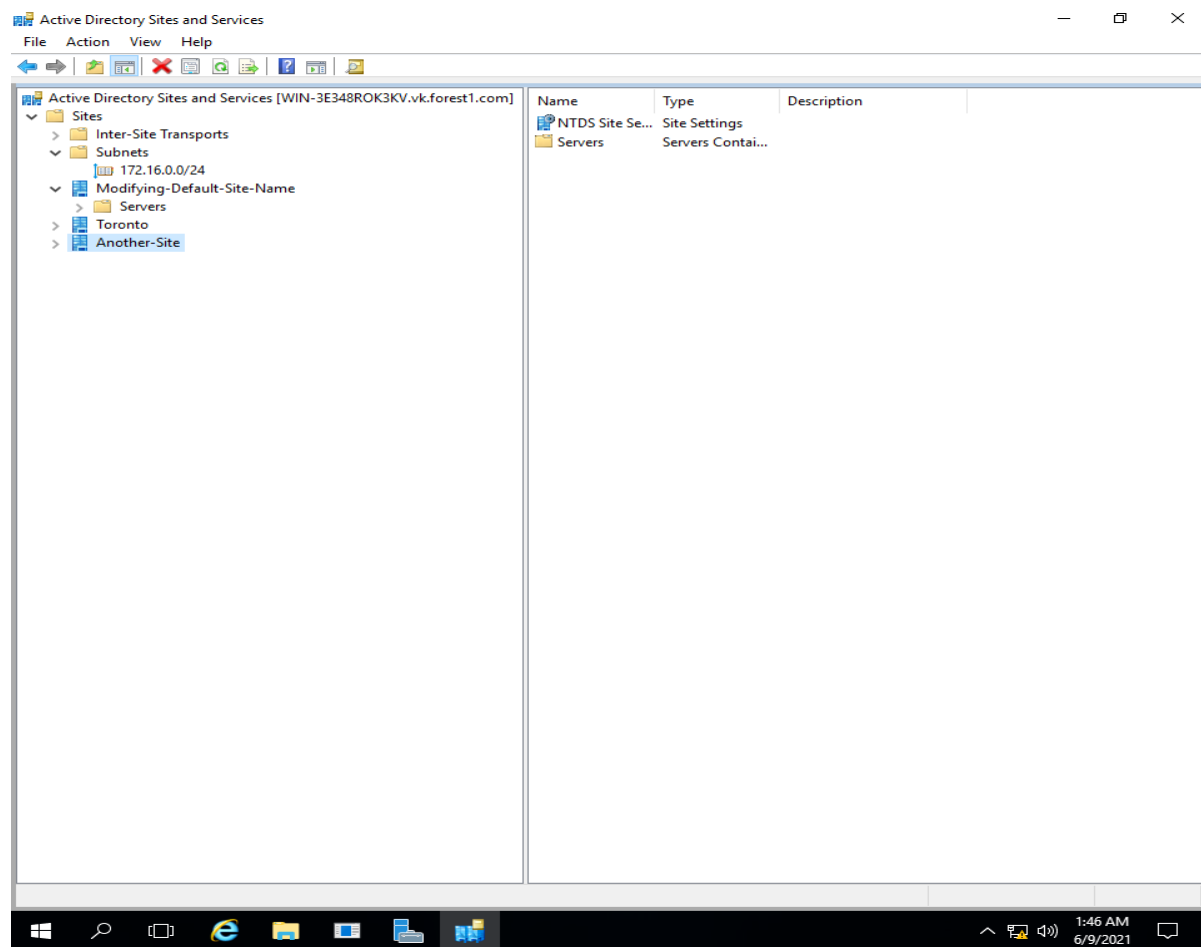 Active Directory Sites and Services
File Action View Help
Active Directory Sites and Services [WIN-3E348ROK3KV.vk.forest1.com]
Sites
Inter-Site Transports
Subnets
172.16.0.0/24
Modifying-Default-Site-Name
Servers
Toronto
Another-Site
Name Type Description
NTDS Site Se... Site Settings
Servers Servers Contai...
1:46 AM
6/9/2021